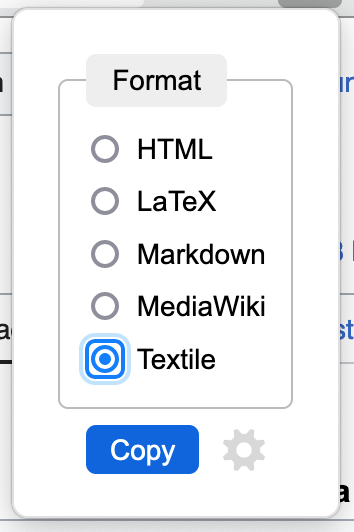 Format
HTML
LaTeX
Markdown
MediaWiki
Textile
Copy